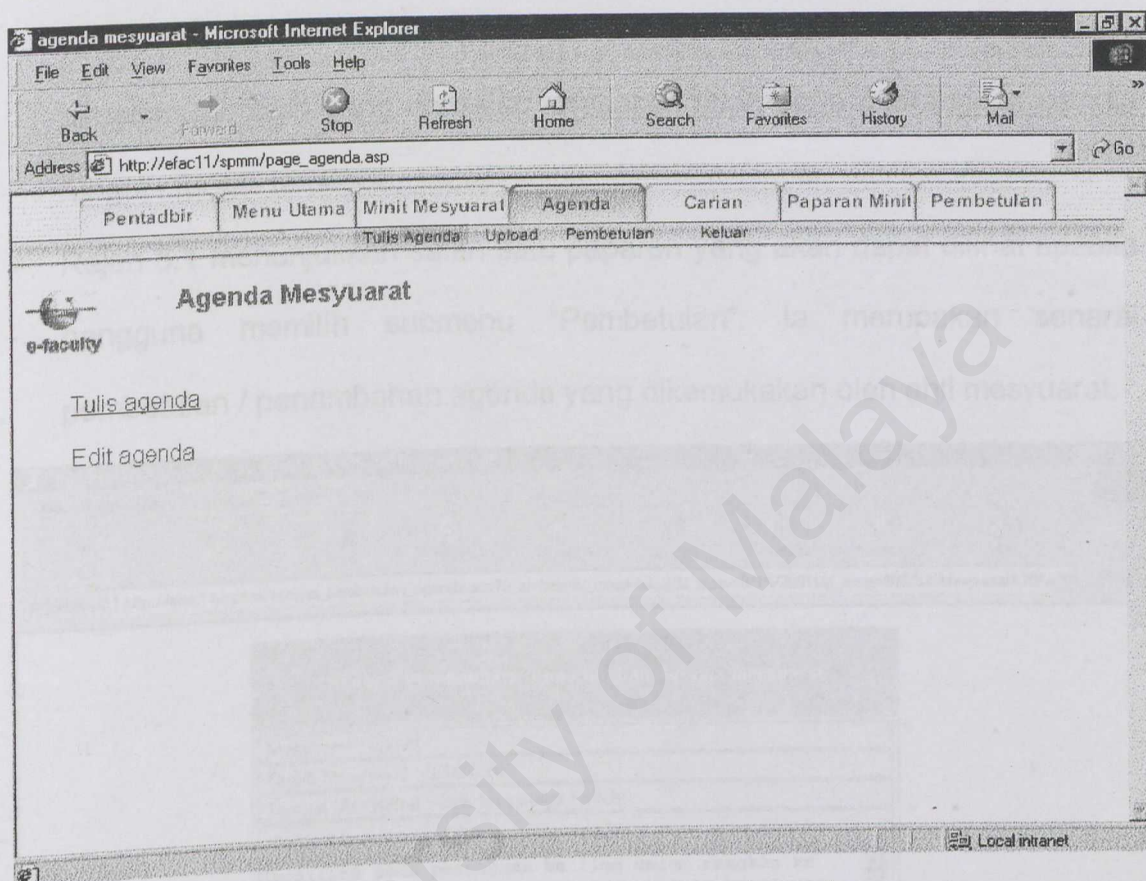 agenda mesyuarat - Microsoft Internet Explorer
File Edit View Favorites Tools Help
Back Forward Stop Refresh Home Search Favorites History Mail »
Address http://efac11/spmm/page_agenda.asp Go
Pentadbir Menu Utama Minit Mesyuarat Agenda Carian Paparan Minit Pembetulan
Tulis Agenda Upload Pembetulan Keluar
Agenda Mesyuarat
e-faculty
pengguna memilih submenu "Pembetulan". Ia merupakan senarai
Tulis agenda
/ penambahan agenda yang dikemukakan oleh ahli mesyuarat.
Edit agenda
University of Malaya
Local intranet